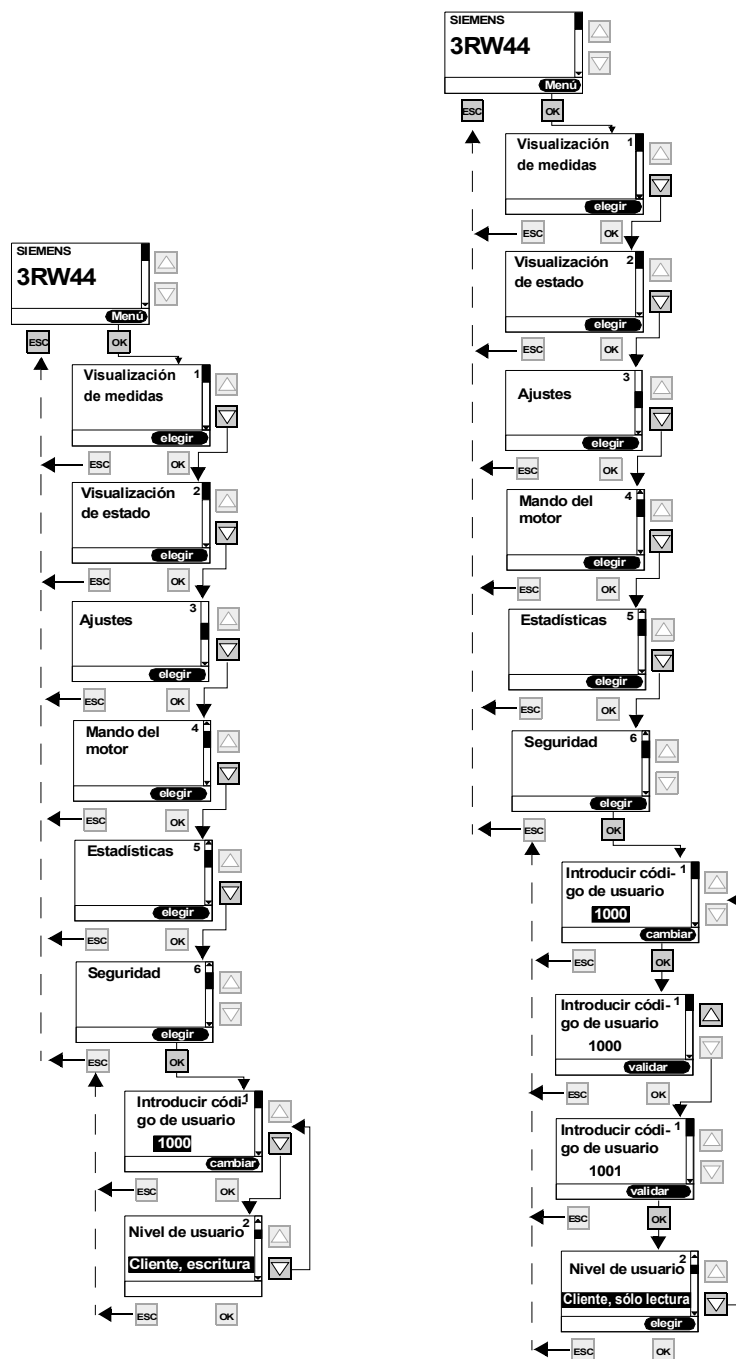 SIEMENS
3RW44
Menú
ESC
OK
Visualización
de medidas
1
elegir
ESC
OK
Visualización
de estado
2
elegir
ESC
OK
Ajustes
3
elegir
ESC
OK
Mando del
motor
4
elegir
ESC
OK
Estadísticas
5
elegir
ESC
OK
Seguridad
6
elegir
ESC
OK
Introducir códi-
1
go de usuario
1000
cambiar
ESC
OK
Nivel de usuario
2
Cliente, escritura
ESC
OK
SIEMENS
3RW44
Menú
ESC
OK
Visualización
de medidas
1
elegir
ESC
OK
Visualización
de estado
2
elegir
ESC
OK
Ajustes
3
elegir
ESC
OK
Mando del
motor
4
elegir
ESC
OK
Estadísticas
5
elegir
ESC
OK
Seguridad
6
elegir
ESC
OK
Introducir códi-
1
go de usuario
1000
cambiar
ESC
OK
Introducir códi-
1
go de usuario
1000
validar
ESC
OK
Introducir códi-
1
go de usuario
1001
validar
ESC
OK
Nivel de usuario
2
Cliente, sólo lectura
elegir
ESC
OK